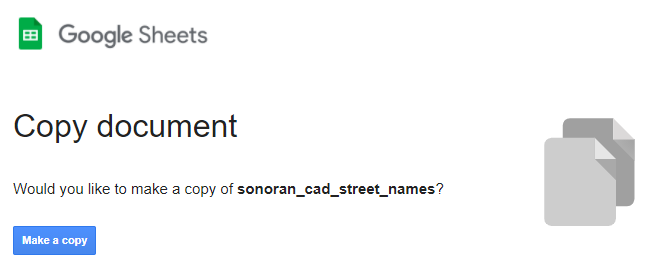 Google Sheets
Copy document
Would you like to make a copy of sonoran_cad_street_names?
Make a copy